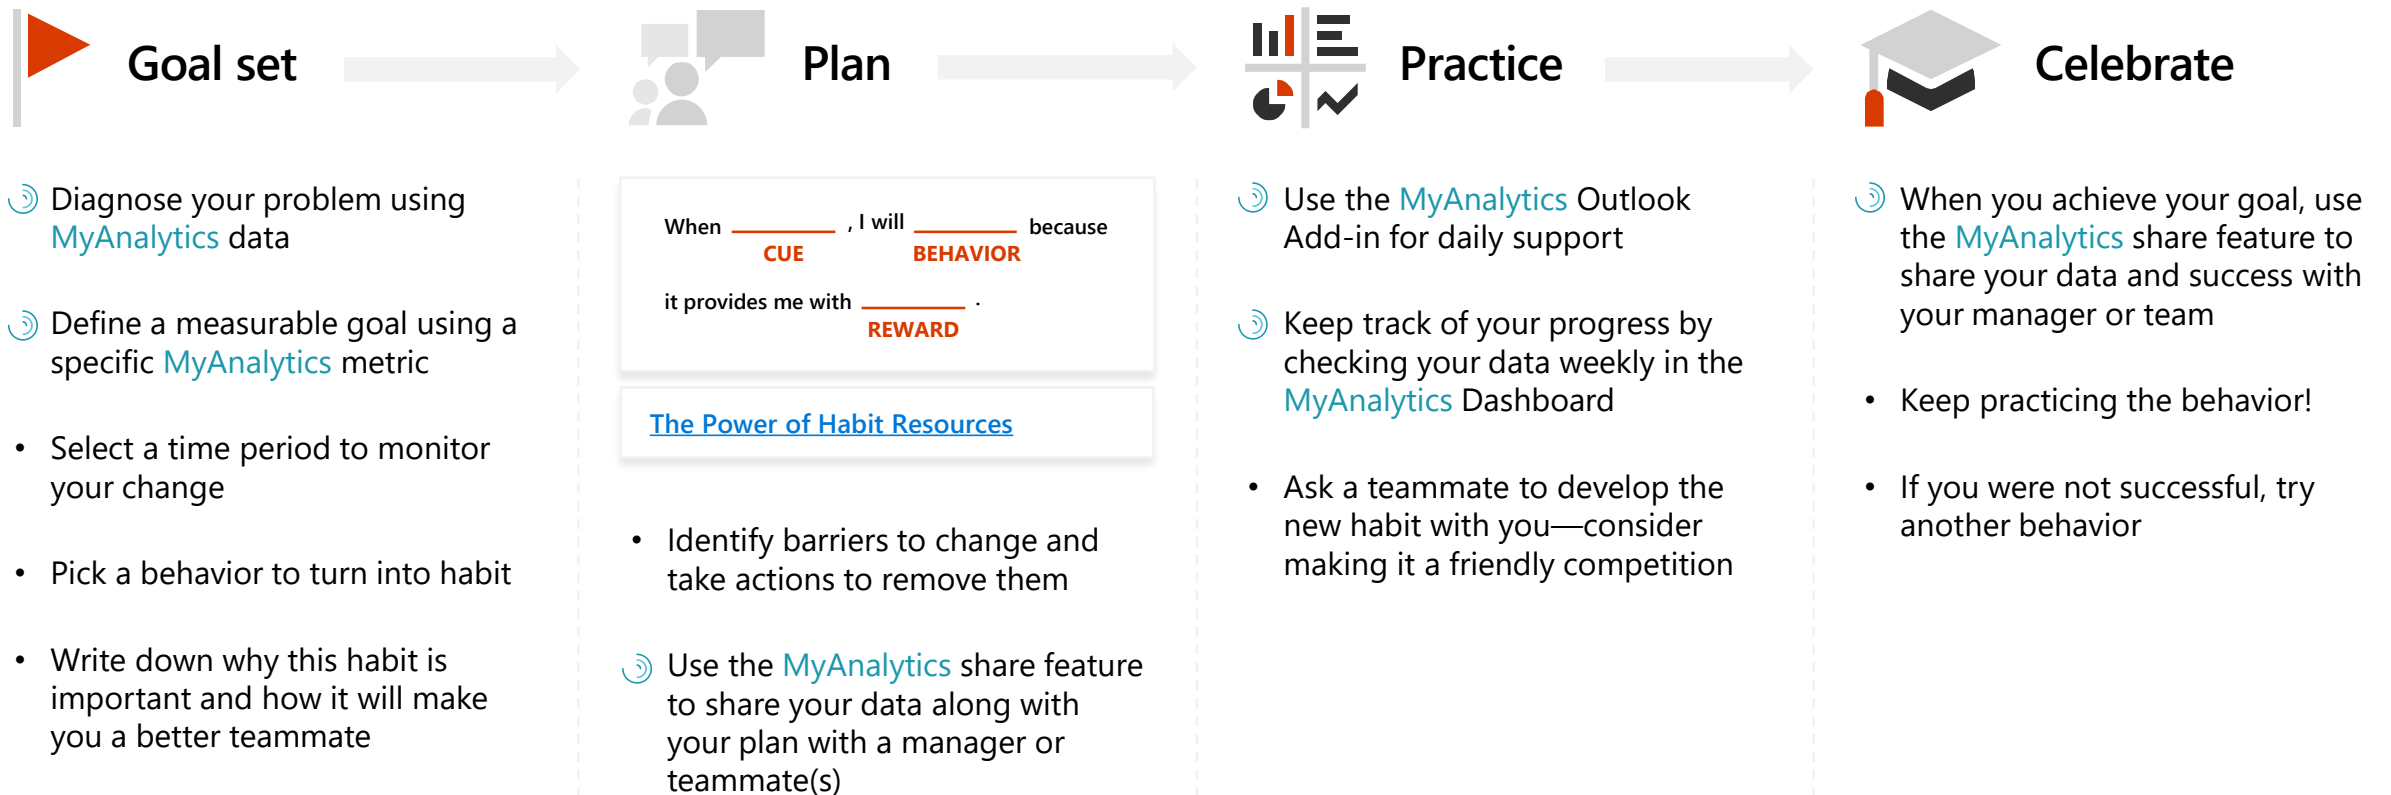 Goal set
Diagnose your problem using
MyAnalytics data
Define a measurable goal using a
specific MyAnalytics metric
• Select a time period to monitor
your change
• Pick a behavior to turn into habit
• Write down why this habit is
important and how it will make
you a better teammate
Plan
When ________ , I will ________ because
CUE BEHAVIOR
it provides me with ________ .
REWARD
The Power of Habit Resources
• Identify barriers to change and
take actions to remove them
Use the MyAnalytics share feature
to share your data along with
your plan with a manager or
teammate(s)
Practice
Use the MyAnalytics Outlook
Add-in for daily support
Keep track of your progress by
checking your data weekly in the
MyAnalytics Dashboard
• Ask a teammate to develop the
new habit with you—consider
making it a friendly competition
Celebrate
When you achieve your goal, use
the MyAnalytics share feature to
share your data and success with
your manager or team
• Keep practicing the behavior!
• If you were not successful, try
another behavior